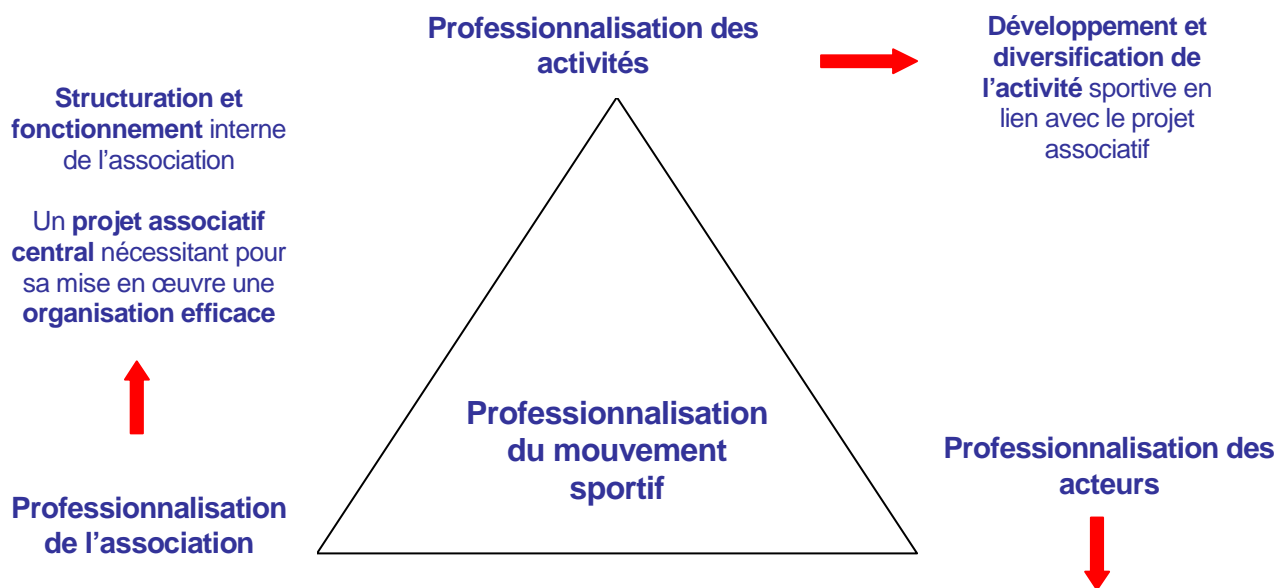 Professionnalisation des
activités
Développement et
diversification de
l'activité sportive en
lien avec le projet
associatif
Structuration et
fonctionnement interne
de l'association
Un projet associatif
central nécessitant pour
sa mise en œuvre une
organisation efficace
Professionnalisation
du mouvement
sportif
Professionnalisation des
acteurs
Professionnalisation
de l'association